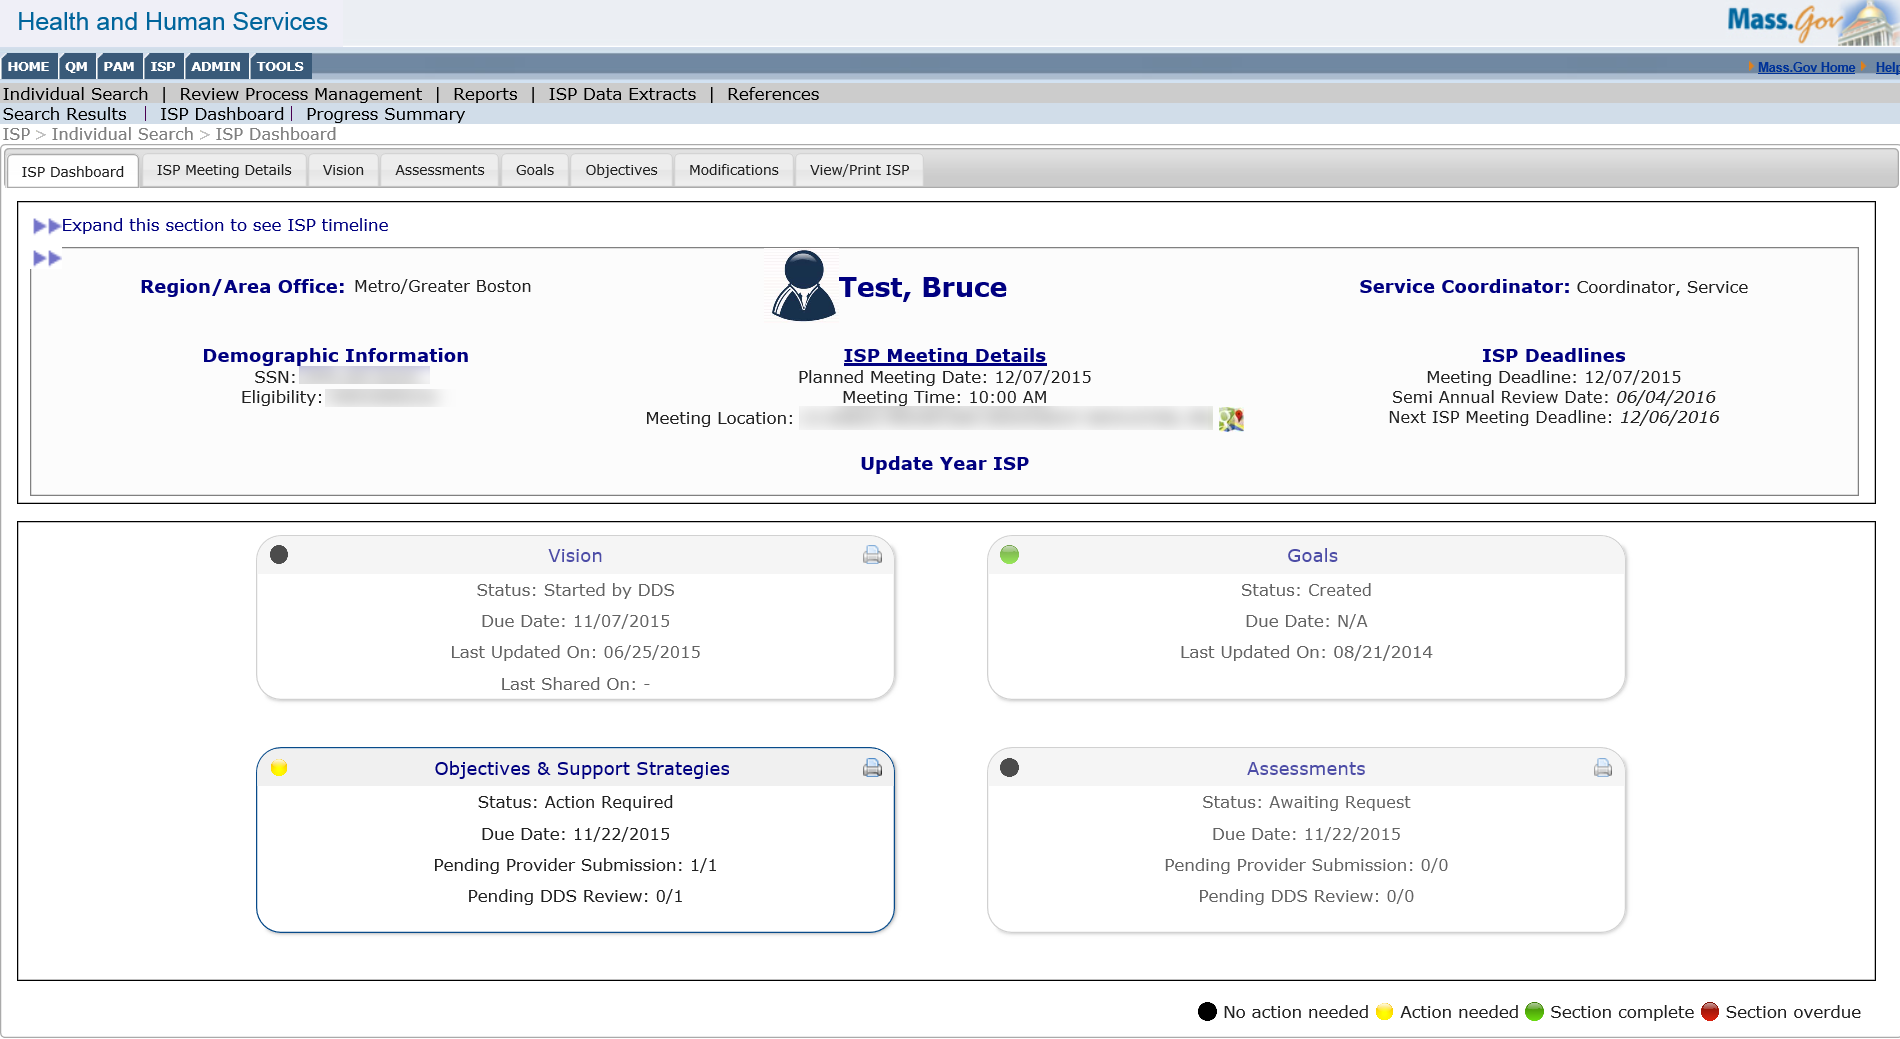 Health and Human Services
Mass.Gov
HOME QM PAM ISP ADMIN TOOLS
Mass.Gov Home Help
Individual Search | Review Process Management | Reports | ISP Data Extracts | References
Search Results | ISP Dashboard | Progress Summary
ISP > Individual Search > ISP Dashboard
ISP Dashboard ISP Meeting Details Vision Assessments Goals Objectives Modifications View/Print ISP
Expand this section to see ISP timeline
Region/Area Office: Metro/Greater Boston
Test, Bruce
Service Coordinator: Coordinator, Service
Demographic Information
SSN:
Eligibility:
ISP Meeting Details
Planned Meeting Date: 12/07/2015
Meeting Time: 10:00 AM
Meeting Location:
Update Year ISP
ISP Deadlines
Meeting Deadline: 12/07/2015
Semi Annual Review Date: 06/04/2016
Next ISP Meeting Deadline: 12/06/2016
Vision
Status: Started by DDS
Due Date: 11/07/2015
Last Updated On: 06/25/2015
Last Shared On: -
Goals
Status: Created
Due Date: N/A
Last Updated On: 08/21/2014
Objectives & Support Strategies
Status: Action Required
Due Date: 11/22/2015
Pending Provider Submission: 1/1
Pending DDS Review: 0/1
Assessments
Status: Awaiting Request
Due Date: 11/22/2015
Pending Provider Submission: 0/0
Pending DDS Review: 0/0
No action needed Action needed Section complete Section overdue